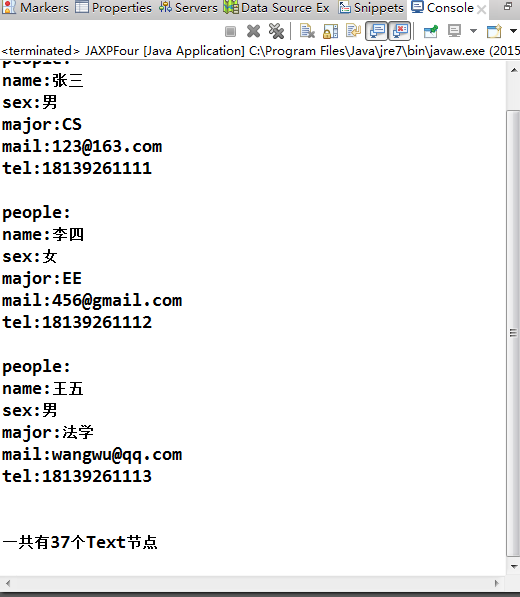 Markers Properties Servers Data Source Ex Snippets Console
<terminated> JAXPFour [Java Application] C:\Program Files\Java\jre7\bin\javaw.exe (2015
people:
name:张三
sex:男
major:CS
mail:123@163.com
tel:18139261111
people:
name:李四
sex:女
major:EE
mail:456@gmail.com
tel:18139261112
people:
name:王五
sex:男
major:法学
mail:wangwu@qq.com
tel:18139261113
一共有37个Text节点